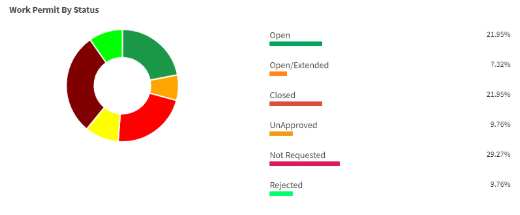 Work Permit By Status
Open 21.95%
Open/Extended 7.32%
Closed 21.95%
UnApproved 9.76%
Not Requested 29.27%
Rejected 9.76%